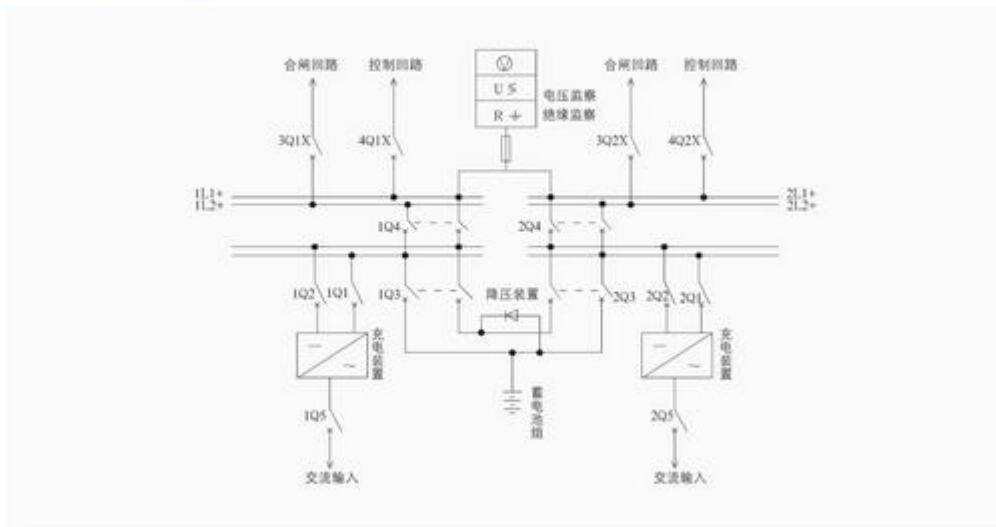 合闸回路 控制回路 合闸回路 控制回路
V
U≤
电压监察
R
绝缘监察
3Q1X 4Q1X 3Q2X 4Q2X
1L1+ 2L1+
1L2+ 2L2+
1Q4 2Q4
1Q2 1Q1 1Q3 降压装置 2Q3 2Q2 2Q1
充电装置
充电装置
蓄电池组
1Q5 2Q5
交流输入 交流输入